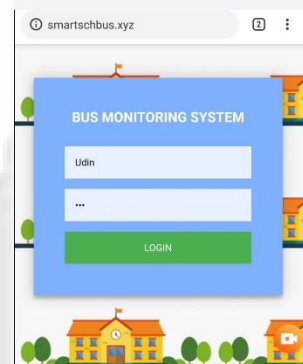 smartschbus.xyz 2
BUS MONITORING SYSTEM
Udin
•••
LOGIN